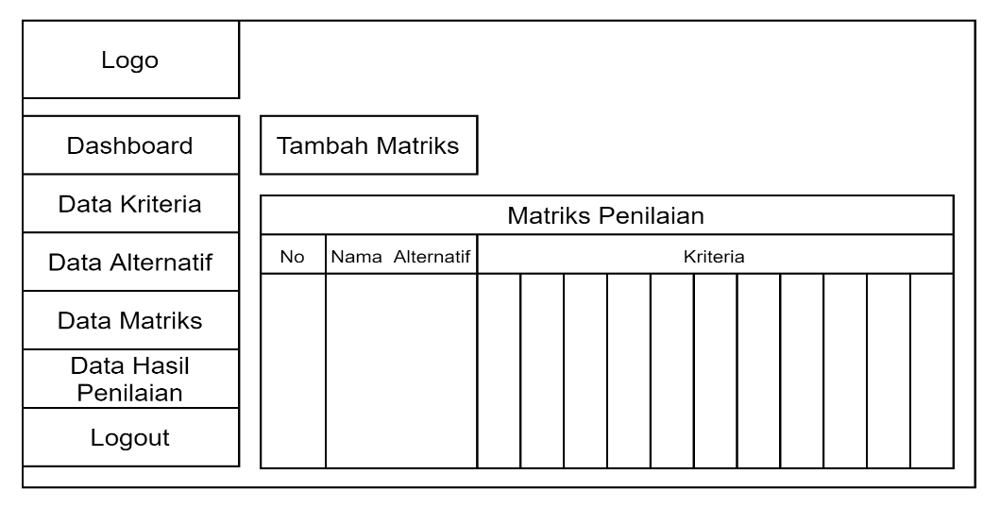 Logo
Dashboard
Data Kriteria
Data Alternatif
Data Matriks
Data Hasil
Penilaian
Logout
Tambah Matriks
Matriks Penilaian
No Nama Alternatif Kriteria